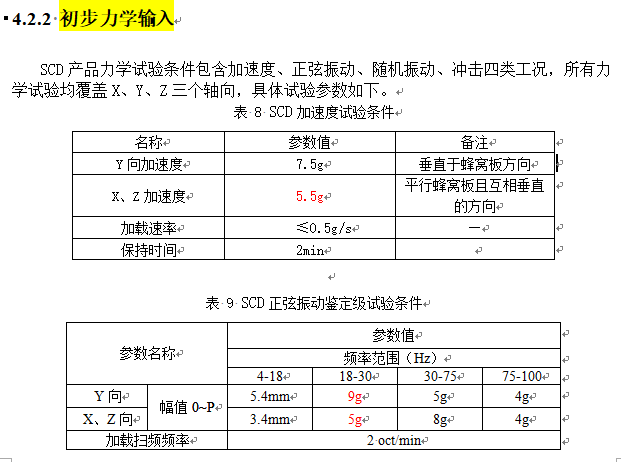 4.2.2 初步力学输入
SCD 产品力学试验条件包含加速度、正弦振动、随机振动、冲击四类工况，所有力
学试验均覆盖 X、Y、Z 三个轴向，具体试验参数如下。
表 8 SCD 加速度试验条件
名称 参数值 备注
Y 向加速度 7.5g 垂直于蜂窝板方向
X、Z 加速度 5.5g 平行蜂窝板且互相垂直
的方向
加载速率 ≤0.5g/s —
保持时间 2min
表 9 SCD 正弦振动鉴定级试验条件
参数名称 参数值
频率范围（Hz）
4-18 18-30 30-75 75-100
Y 向 幅值 0~P 5.4mm 9g 5g 4g
X、Z 向 3.4mm 5g 8g 4g
加载扫频频率 2 oct/min